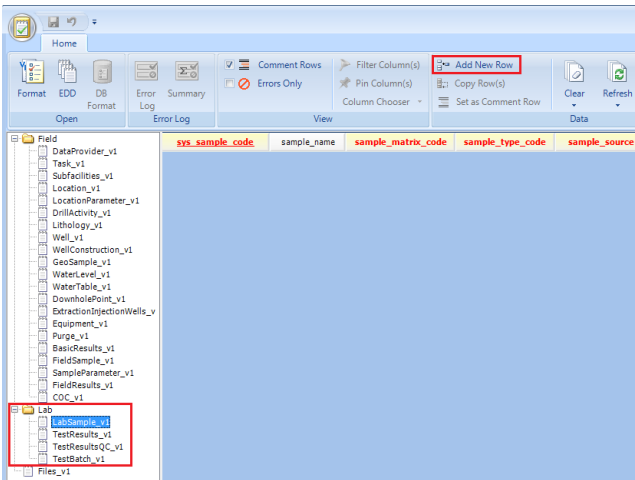 Home
Format EDD DB Format
Open
Error Log Summary
Error Log
Comment Rows
Errors Only
Filter Column(s)
Pin Column(s)
Column Chooser
View
Add New Row
Copy Row(s)
Set as Comment Row
Clear Refresh
Data
Field
DataProvider_v1
Task_v1
Subfacilities_v1
Location_v1
LocationParameter_v1
DrillActivity_v1
Lithology_v1
Well_v1
WellConstruction_v1
GeoSample_v1
WaterLevel_v1
WaterTable_v1
DownholePoint_v1
ExtractionInjectionWells_v
Equipment_v1
Purge_v1
BasicResults_v1
FieldSample_v1
SampleParameter_v1
FieldResults_v1
COC_v1
Lab
LabSample_v1
TestResults_v1
TestResultsQC_v1
TestBatch_v1
Files_v1
sys_sample_code sample_name sample_matrix_code sample_type_code sample_source